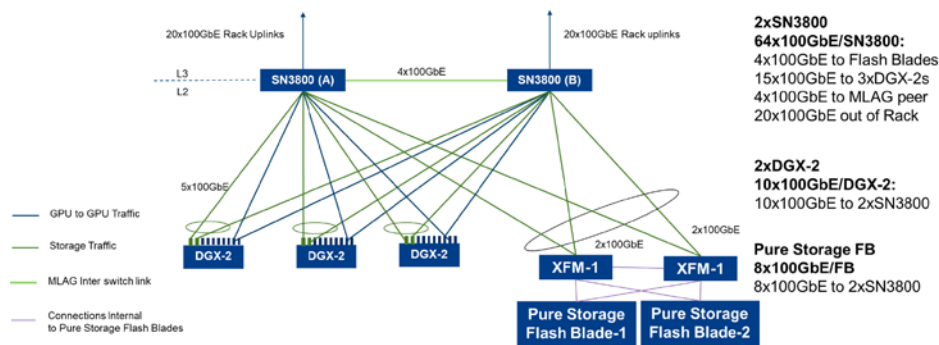 20x100GbE Rack Uplinks
20x100GbE Rack uplinks
L3
L2
SN3800 (A)
4x100GbE
SN3800 (B)
5x100GbE
GPU to GPU Traffic
Storage Traffic
MLAG Inter switch link
Connections Internal
to Pure Storage Flash Blades
DGX-2
DGX-2
DGX-2
2x100GbE
2x100GbE
XFM-1
XFM-1
Pure Storage
Flash Blade-1
Pure Storage
Flash Blade-2
2xSN3800
64x100GbE/SN3800:
4x100GbE to Flash Blades
15x100GbE to 3xDGX-2s
4x100GbE to MLAG peer
20x100GbE out of Rack
2xDGX-2
10x100GbE/DGX-2:
10x100GbE to 2xSN3800
Pure Storage FB
8x100GbE/FB
8x100GbE to 2xSN3800